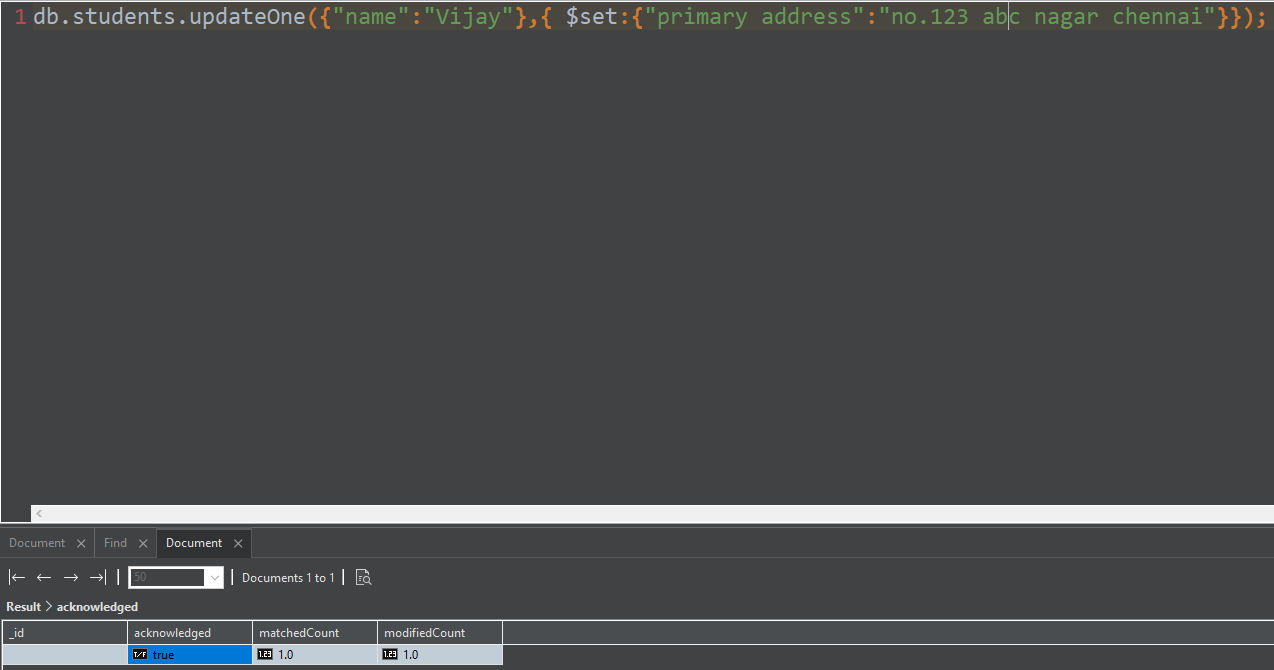 1 db.students.updateOne({"name":"Vijay"},{ $set:{"primary address":"no.123 abc nagar chennai"}});
Document Find Document
50 Documents 1 to 1
Result > acknowledged
_id acknowledged matchedCount modifiedCount
T/F true 1.23 1.0 1.23 1.0